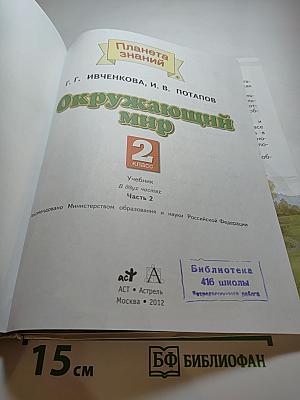 Планета
знаний
Г. Г. ИВЧЕНКОВА, И. В. ПОТАПОВ
Окружающий
мир
2
класс
Учебник
В двух частях
Часть 2
Министерством образования и науки Российской Федерации
АСТ • Астрель
Москва • 2012
Библиотека
416 школы
15 см
БФ БИБЛИОФАН